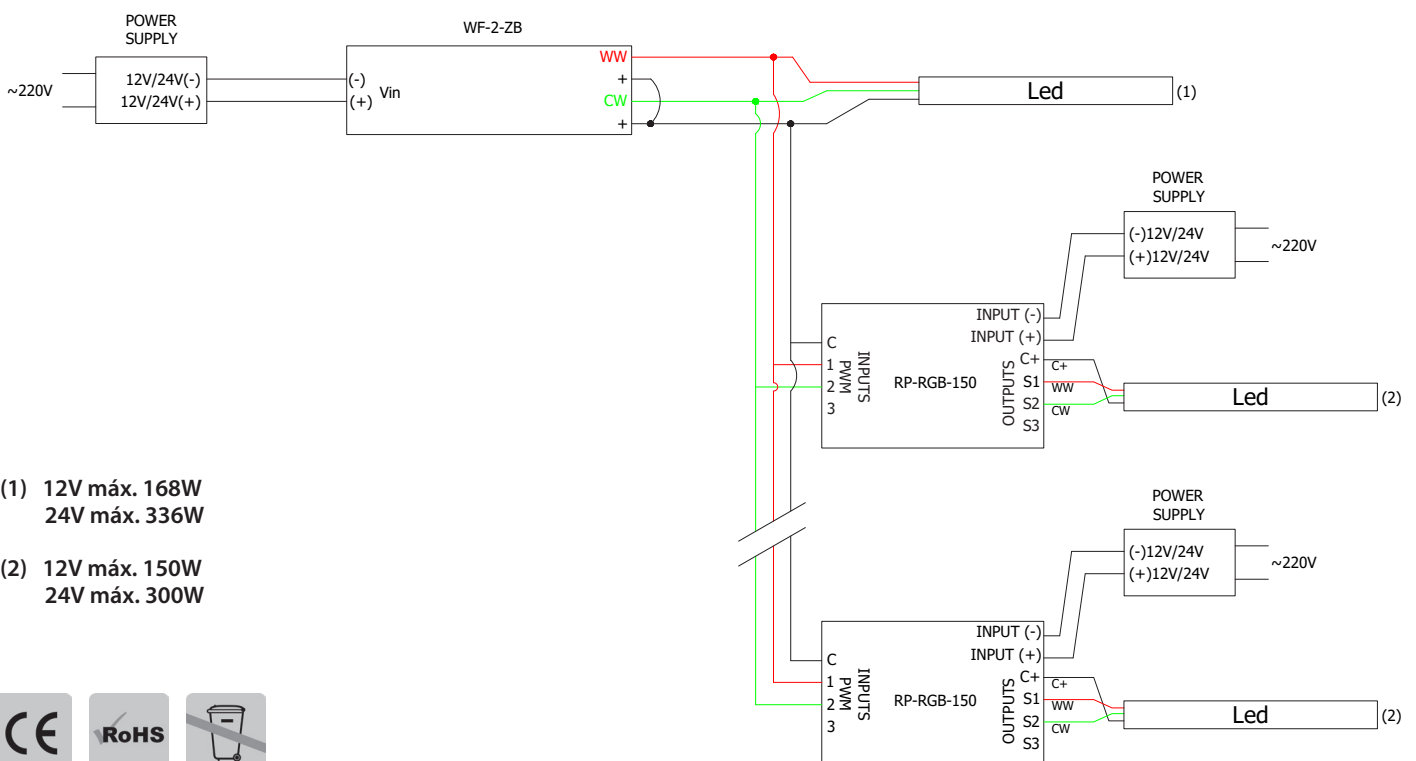 POWER
SUPPLY
WF-2-ZB
~220V
12V/24V(-)
12V/24V(+)
(-)
(+)
Vin
WW
+
CW
+
Led
(1)
POWER
SUPPLY
(-)12V/24V
(+)12V/24V
~220V
INPUT (-)
INPUT (+)
C
1
2
3
INPUTS
PWM
RP-RGB-150
OUTPUTS
C+
S1
S2
S3
C+
WW
CW
Led
(2)
(1) 12V máx. 168W
24V máx. 336W
(2) 12V máx. 150W
24V máx. 300W
POWER
SUPPLY
(-)12V/24V
(+)12V/24V
~220V
INPUT (-)
INPUT (+)
C
1
2
3
INPUTS
PWM
RP-RGB-150
OUTPUTS
C+
S1
S2
S3
C+
WW
CW
Led
(2)
CE
RoHS